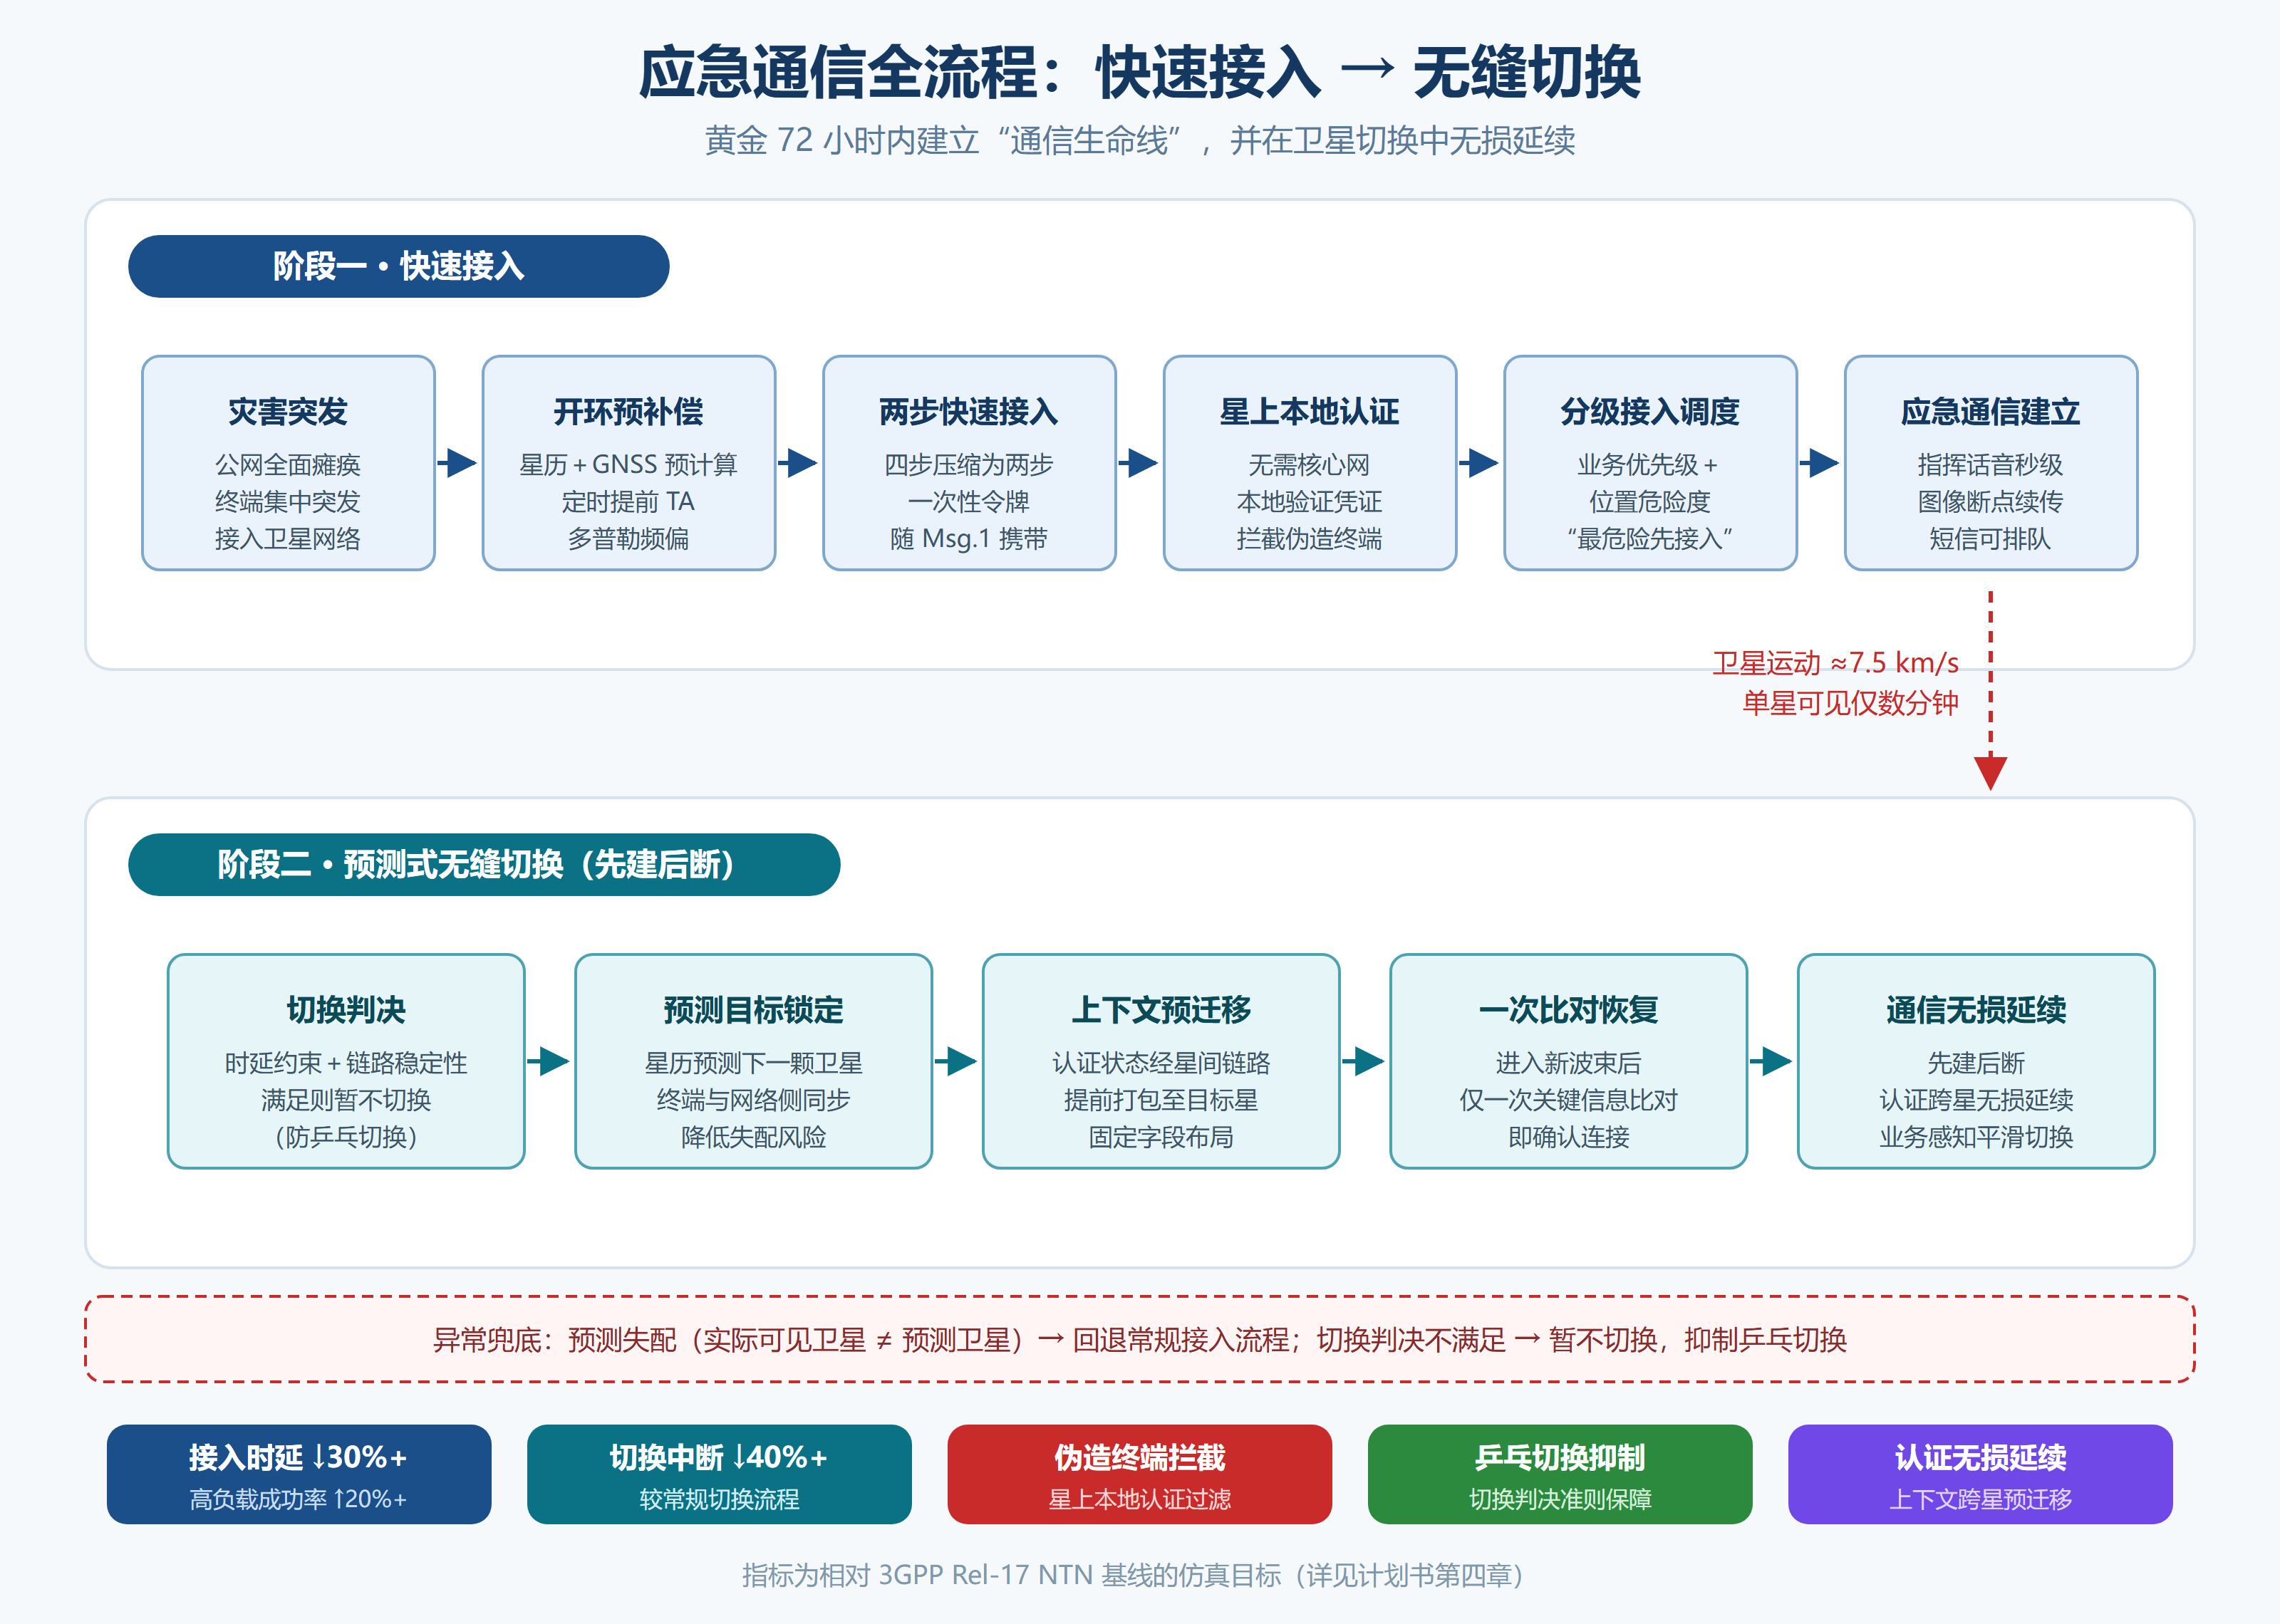 应急通信全流程：快速接入 → 无缝切换
黄金 72 小时内建立“通信生命线”，并在卫星切换中无损延续
阶段一・快速接入
灾害突发
公网全面瘫痪
终端集中突发
接入卫星网络
开环预补偿
星历＋GNSS 预计算
定时提前 TA
多普勒频偏
两步快速接入
四步压缩为两步
一次性令牌
随 Msg.1 携带
星上本地认证
无需核心网
本地验证凭证
拦截伪造终端
分级接入调度
业务优先级＋
位置危险度
“最危险先接入”
应急通信建立
指挥话音秒级
图像断点续传
短信可排队
卫星运动 ≈7.5 km/s
单星可见仅数分钟
阶段二・预测式无缝切换（先建后断）
切换判决
时延约束＋链路稳定性
满足则暂不切换
（防乒乓切换）
预测目标锁定
星历预测下一颗卫星
终端与网络侧同步
降低失配风险
上下文预迁移
认证状态经星间链路
提前打包至目标星
固定字段布局
一次比对恢复
进入新波束后
仅一次关键信息比对
即确认连接
通信无损延续
先建后断
认证跨星无损延续
业务感知平滑切换
异常兜底：预测失配（实际可见卫星 ≠ 预测卫星）→ 回退常规接入流程；切换判决不满足 → 暂不切换，抑制乒乓切换
接入时延 ↓30%+
高负载成功率 ↑20%+
切换中断 ↓40%+
较常规切换流程
伪造终端拦截
星上本地认证过滤
乒乓切换抑制
切换判决准则保障
认证无损延续
上下文跨星预迁移
指标为相对 3GPP Rel-17 NTN 基线的仿真目标（详见计划书第四章）